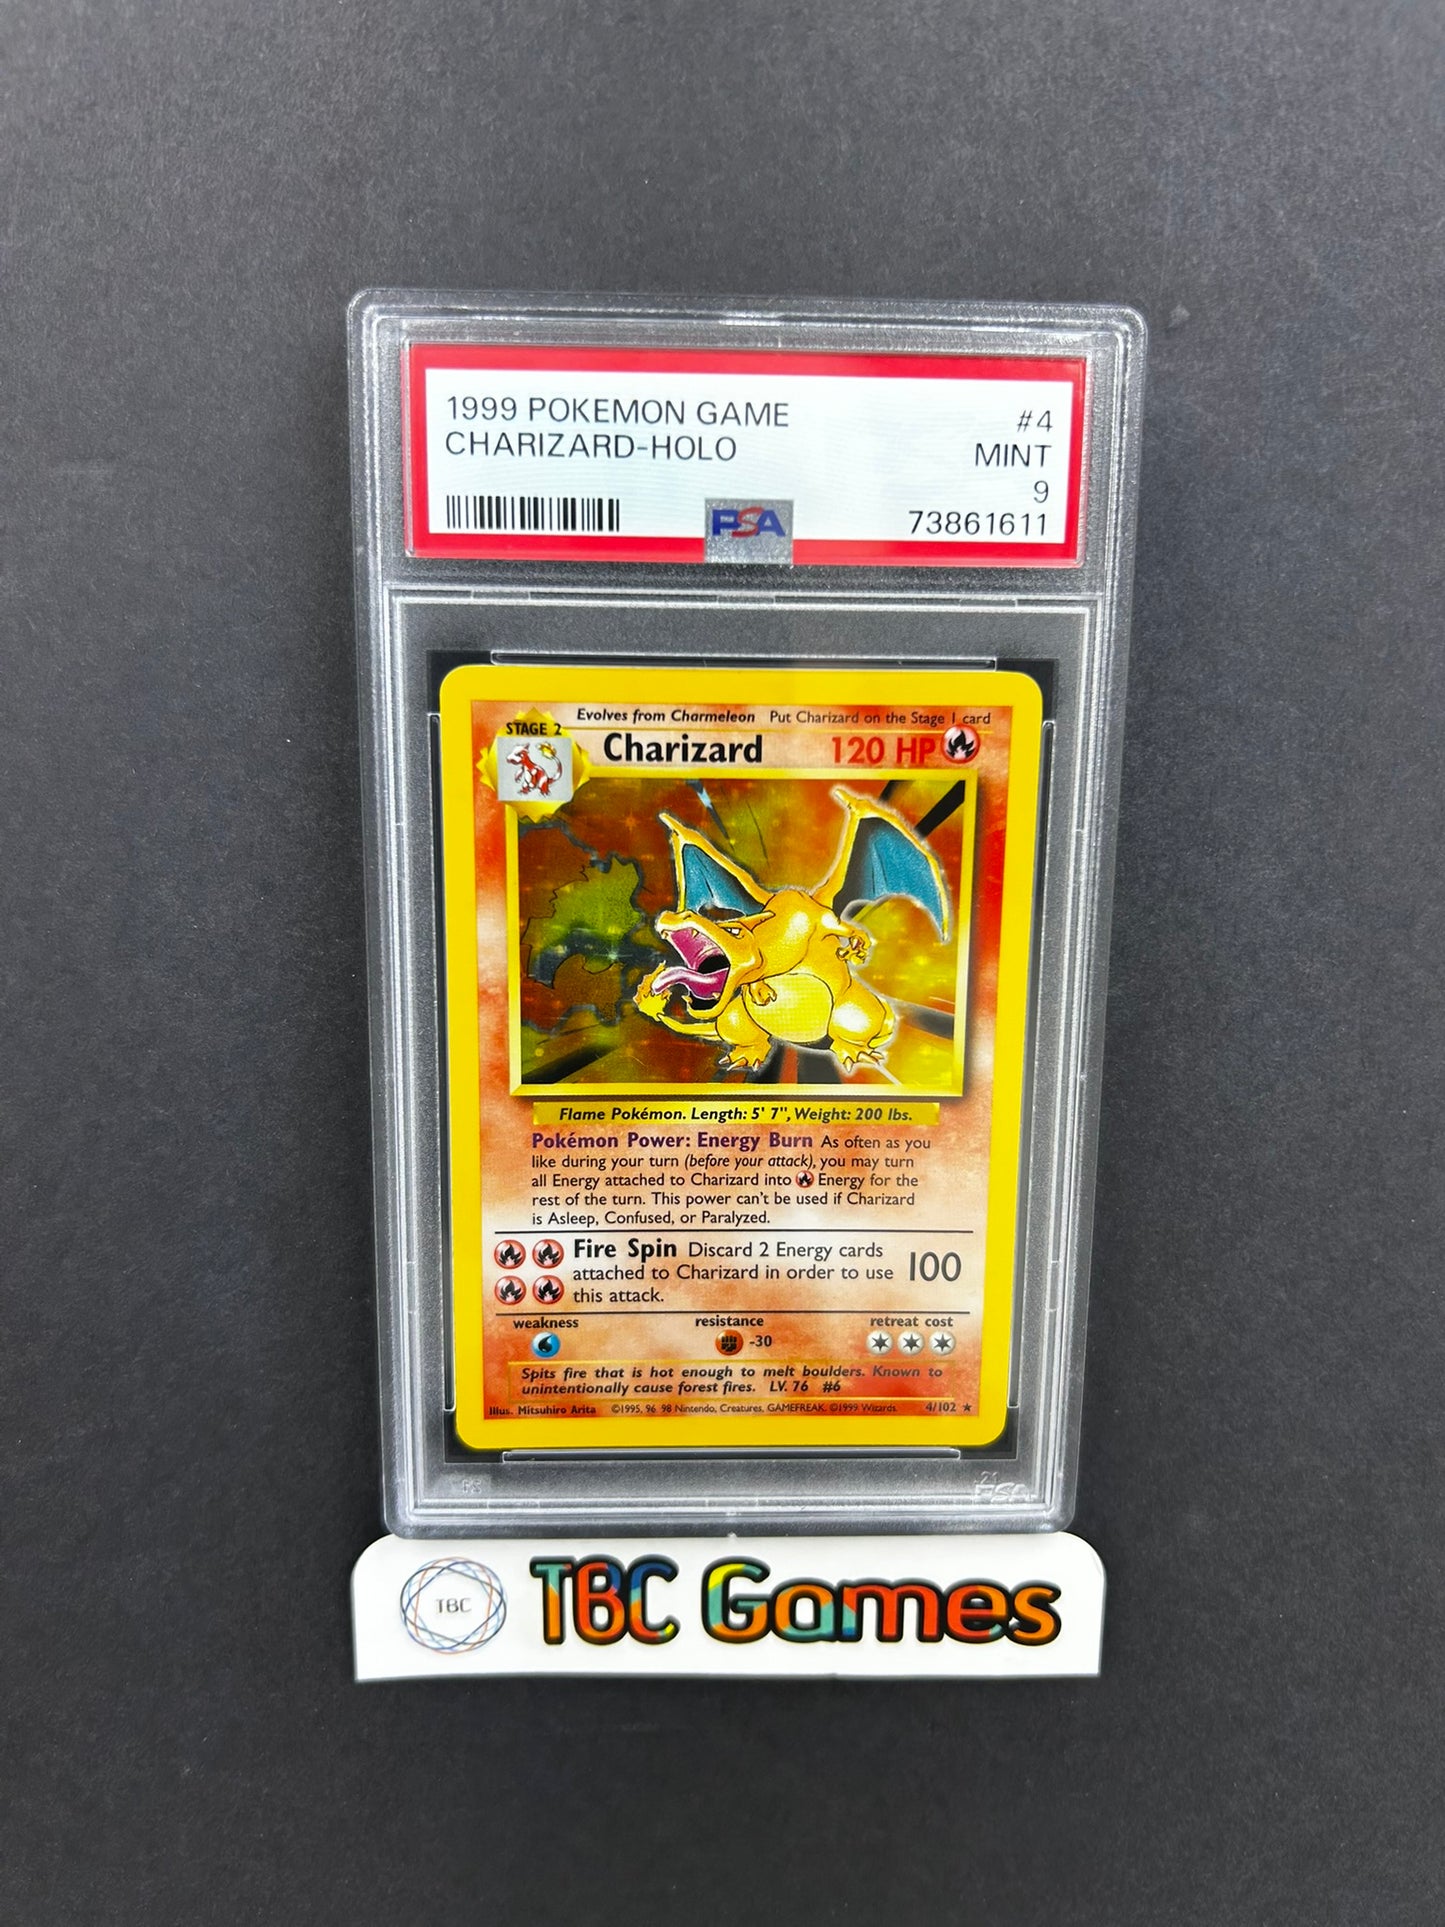 1999 POKEMON GAME #4
CHARIZARD-HOLO MINT
9
PSA 73861611
Evolves from Charmeleon Put Charizard on the Stage 1 card
STAGE 2
Charizard 120 HP
Flame Pokémon. Length: 5' 7", Weight: 200 lbs.
Pokémon Power: Energy Burn As often as you
like during your turn (before your attack), you may turn
all Energy attached to Charizard into Energy for the
rest of the turn. This power can't be used if Charizard
is Asleep, Confused, or Paralyzed.
Fire Spin Discard 2 Energy cards
attached to Charizard in order to use 100
this attack.
weakness resistance retreat cost
-30
Spits fire that is hot enough to melt boulders. Known to
unintentionally cause forest fires. LV. 76 #6
Illus. Mitsuhiro Arita ©1995, 96 98 Nintendo, Creatures, GAMEFREAK. ©1999 Wizards. 4/102 ★
PSA
TBC TBC Games